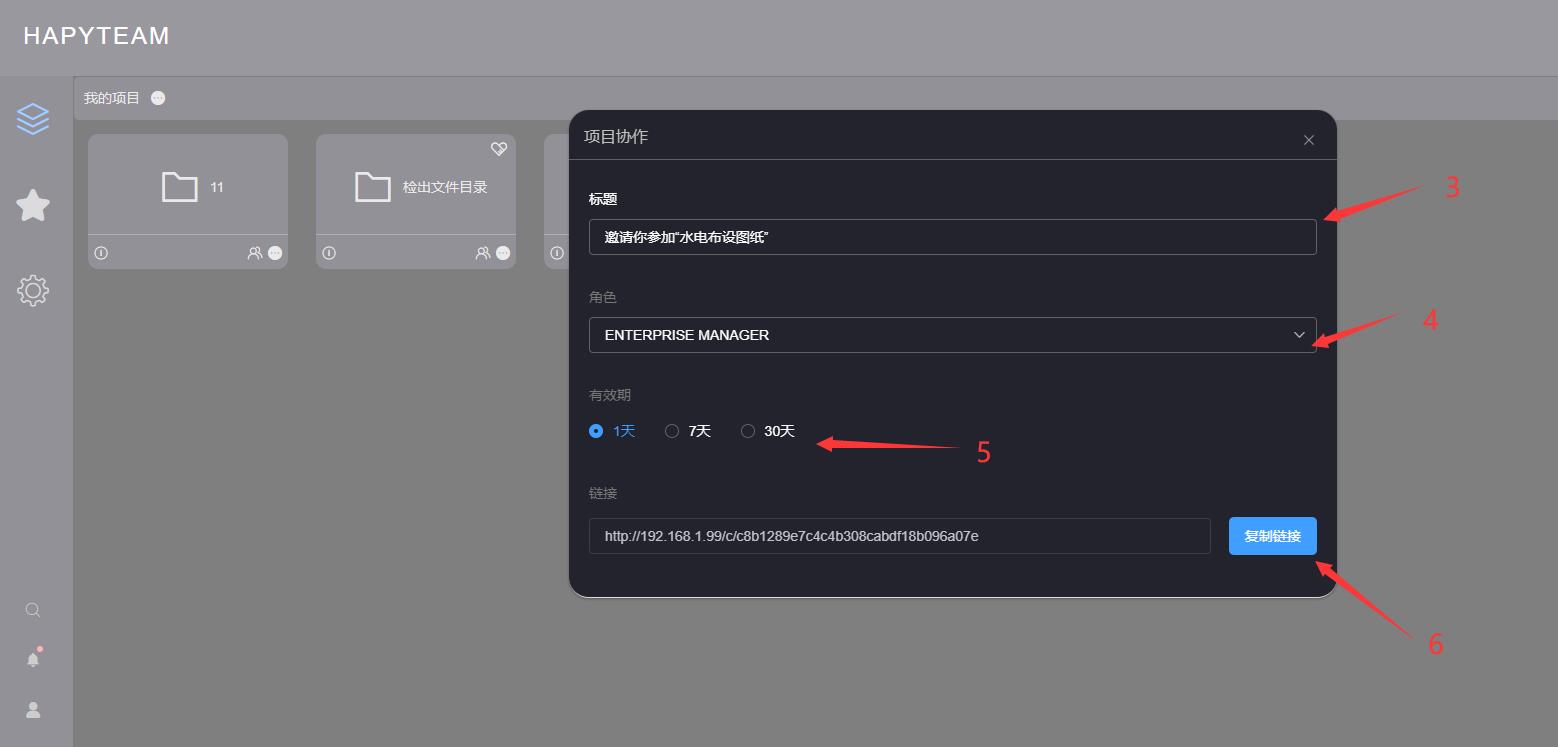 HAPYTEAM
我的项目
11
检出文件目录
项目协作
标题
邀请你参加“水电布设图纸”
3
角色
ENTERPRISE MANAGER
4
有效期
1天 7天 30天
5
链接
http://192.168.1.99/c/c8b1289e7c4c4b308cabdf18b096a07e
复制链接
6